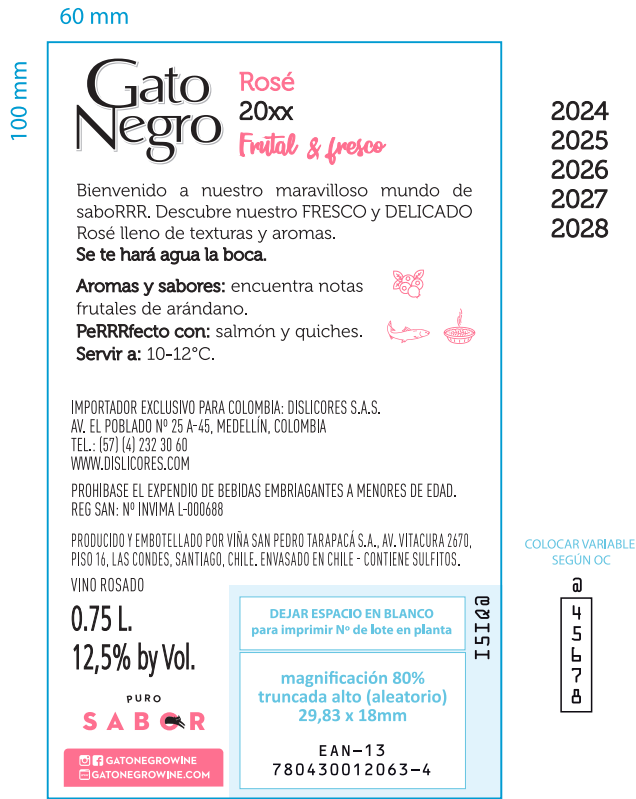 60 mm
100 mm
Gato
Negro
Rosé
20xx
Frutal & fresco
Bienvenido a nuestro maravilloso mundo de
saboRRR. Descubre nuestro FRESCO y DELICADO
Rosé lleno de texturas y aromas.
Se te hará agua la boca.
Aromas y sabores: encuentra notas
frutales de arándano.
PeRRRfecto con: salmón y quiches.
Servir a: 10-12°C.
IMPORTADOR EXCLUSIVO PARA COLOMBIA: DISLICORES S.A.S.
AV. EL POBLADO Nº 25 A-45, MEDELLÍN, COLOMBIA
TEL.: (57) (4) 232 30 60
WWW.DISLICORES.COM
PROHIBASE EL EXPENDIO DE BEBIDAS EMBRIAGANTES A MENORES DE EDAD.
REG SAN: Nº INVIMA L-000688
PRODUCIDO Y EMBOTELLADO POR VIÑA SAN PEDRO TARAPACÁ S.A., AV. VITACURA 2670,
PISO 16, LAS CONDES, SANTIAGO, CHILE. ENVASADO EN CHILE - CONTIENE SULFITOS.
VINO ROSADO
0.75 L.
12,5% by Vol.
PURO
SABOR
GATONEGROWINE
GATONEGROWINE.COM
DEJAR ESPACIO EN BLANCO
para imprimir Nº de lote en planta
magnificación 80%
truncada alto (aleatorio)
29,83 x 18mm
EAN-13
780430012063-4
I5IQ@
2024
2025
2026
2027
2028
COLOCAR VARIABLE
SEGÚN OC
@
4
5
6
7
8